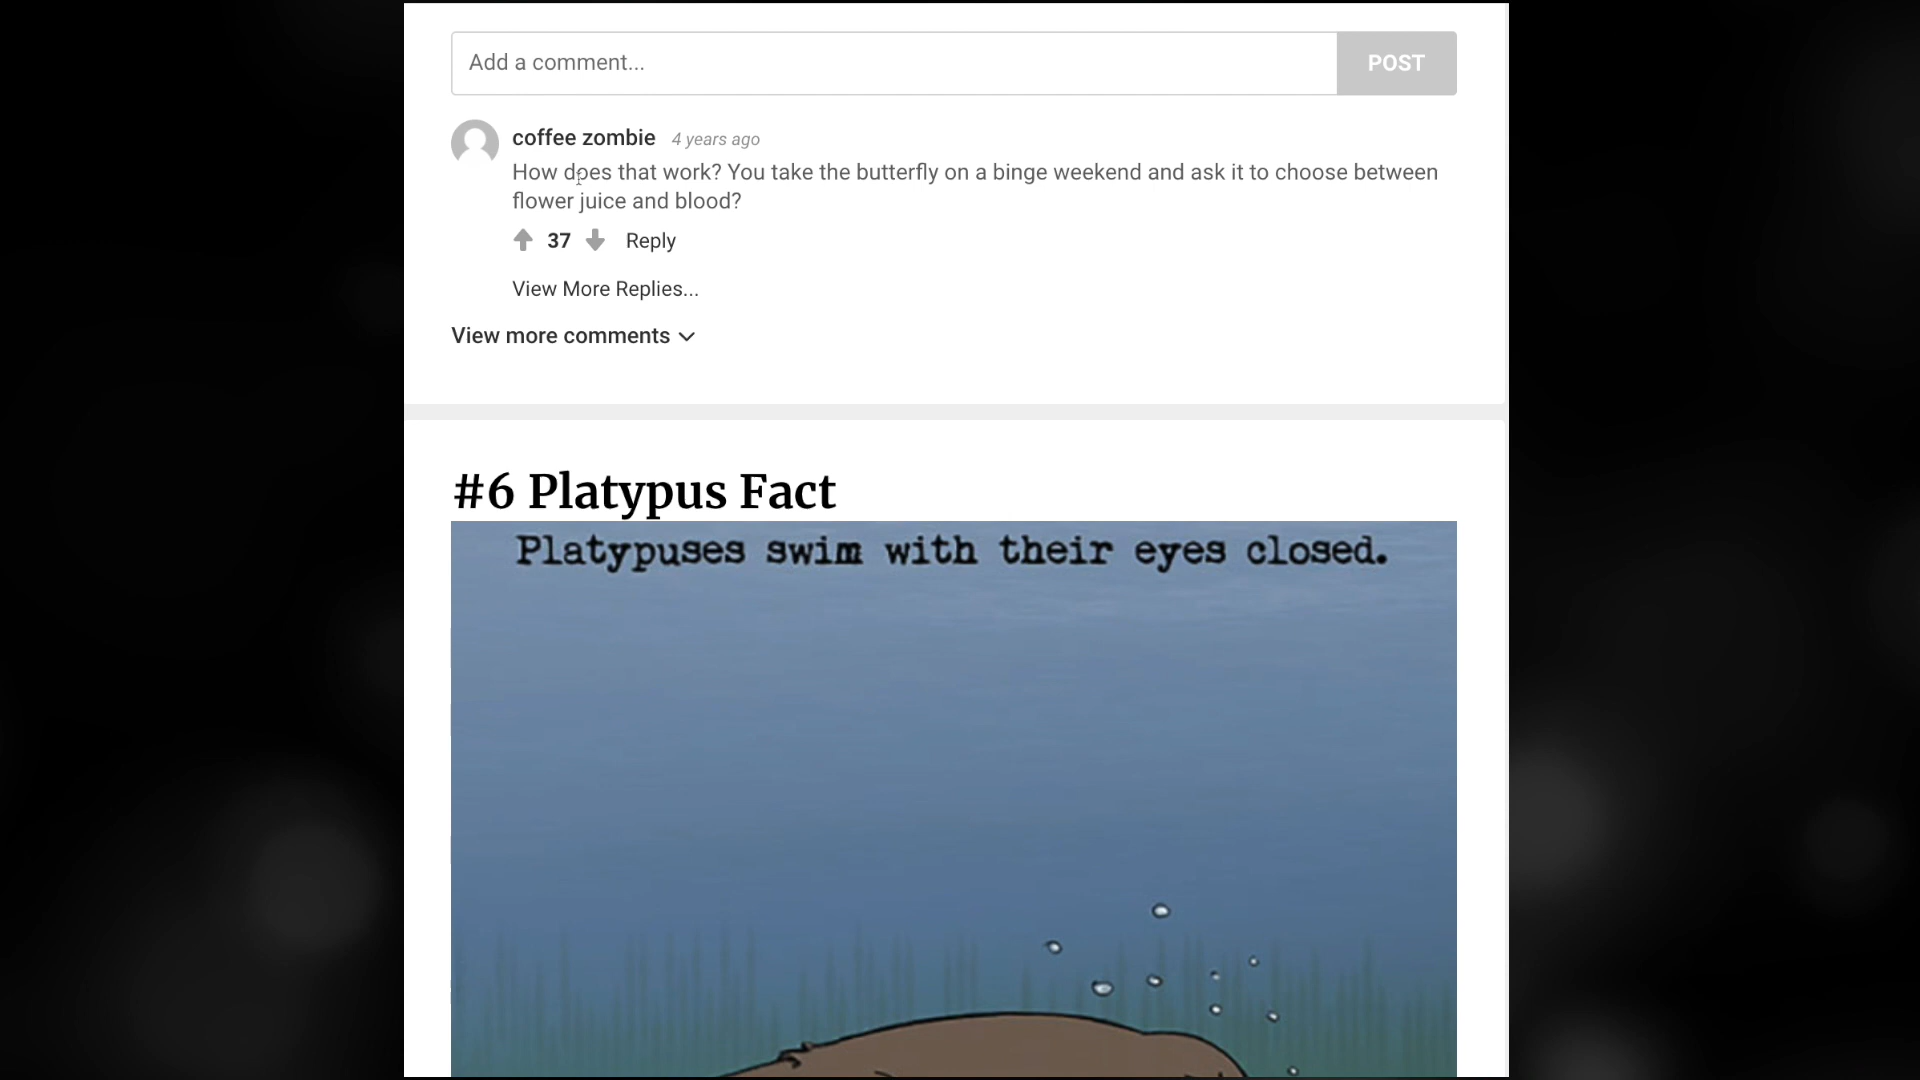 Add a comment...
POST
coffee zombie 4 years ago
How does that work? You take the butterfly on a binge weekend and ask it to choose between
flower juice and blood?
37 Reply
View More Replies...
View more comments
#6 Platypus Fact
Platypuses swim with their eyes closed.